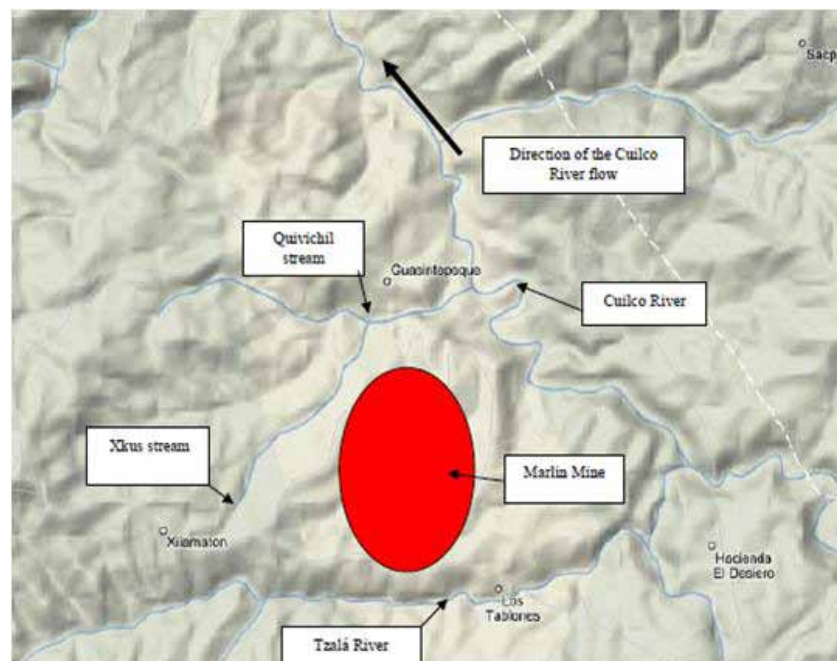 Sacp
Direction of the Cuilco
River flow
Quivichil
stream
Guasintepeque
Cuilco River
Xkus stream
Marlin Mine
Xilamaton
Hacienda
El Desiero
Los
Tablones
Tzalá River